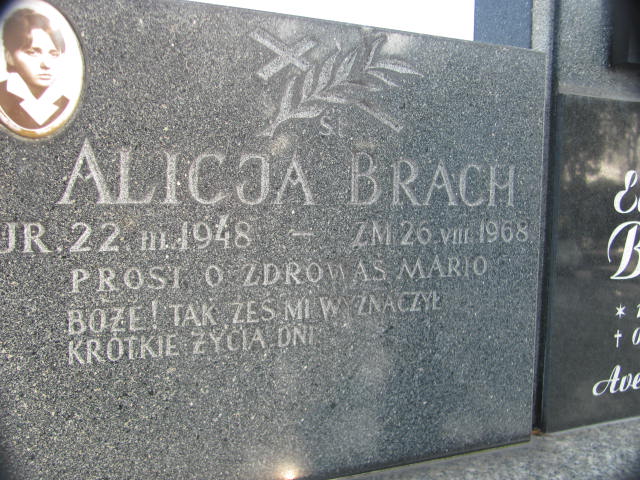 Ś.
ALICJA BRACH
UR. 22. III. 1948 — ZM 26. VIII. 1968
PROSI O ZDROWAŚ MARIO
BOŻE! TAK ŻEŚ MI WYZNACZYŁ
KRÓTKIE ŻYCIA DNI
B
*
†
Ave